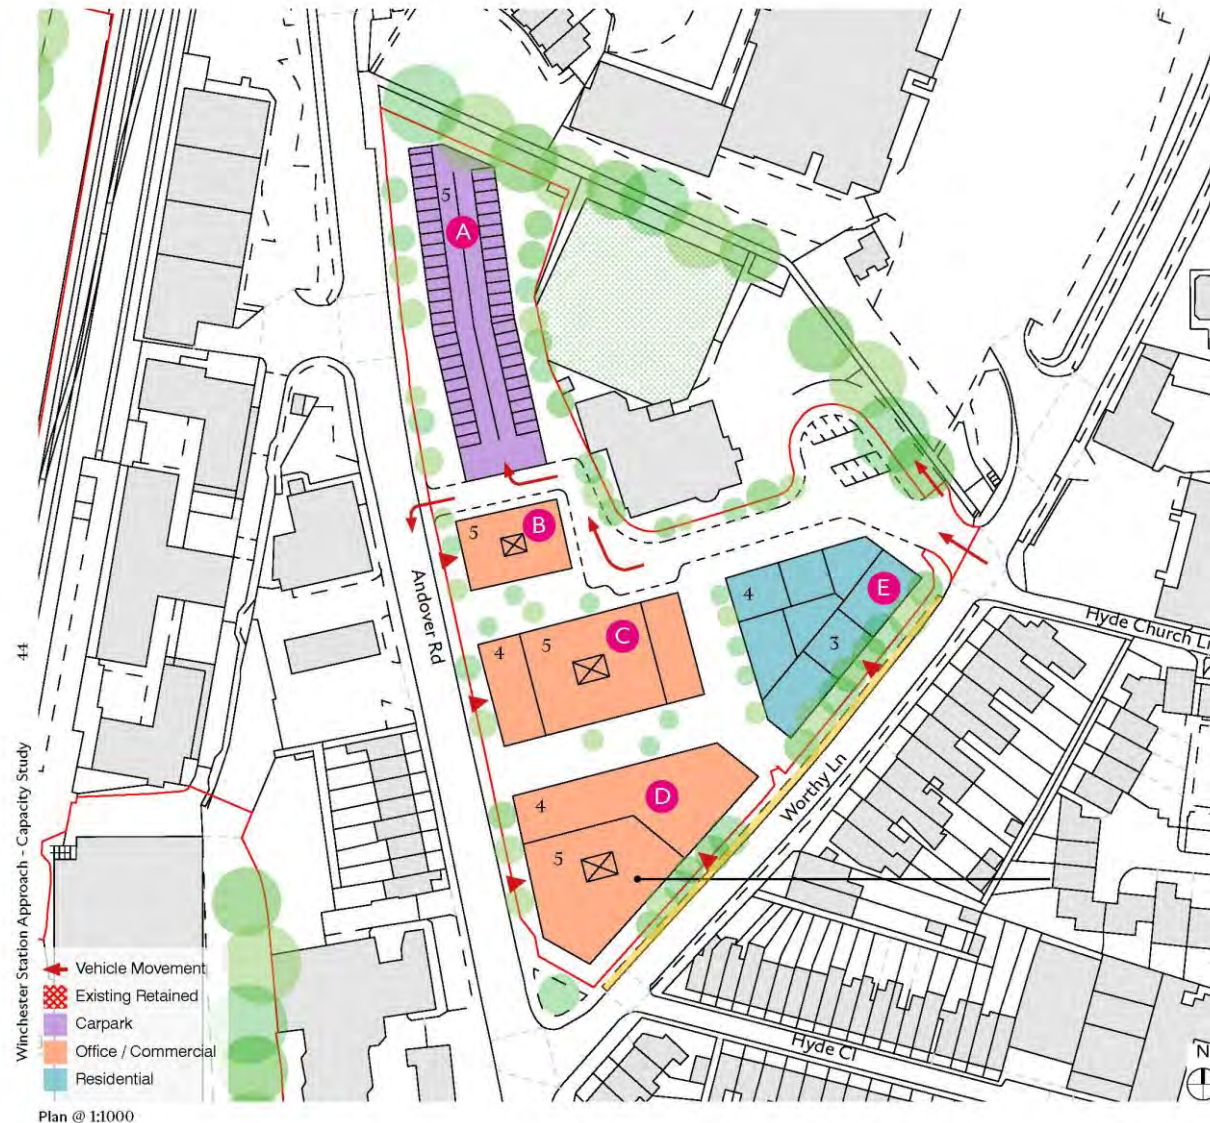 5
A
5
B
4
5
C
4
3
E
4
5
D
Andover Rd
Worthy Ln
Hyde Church L
Hyde Cl
N
44
Winchester Station Approach - Capacity Study
Vehicle Movement
Existing Retained
Carpark
Office / Commercial
Residential
Plan @ 1:1000